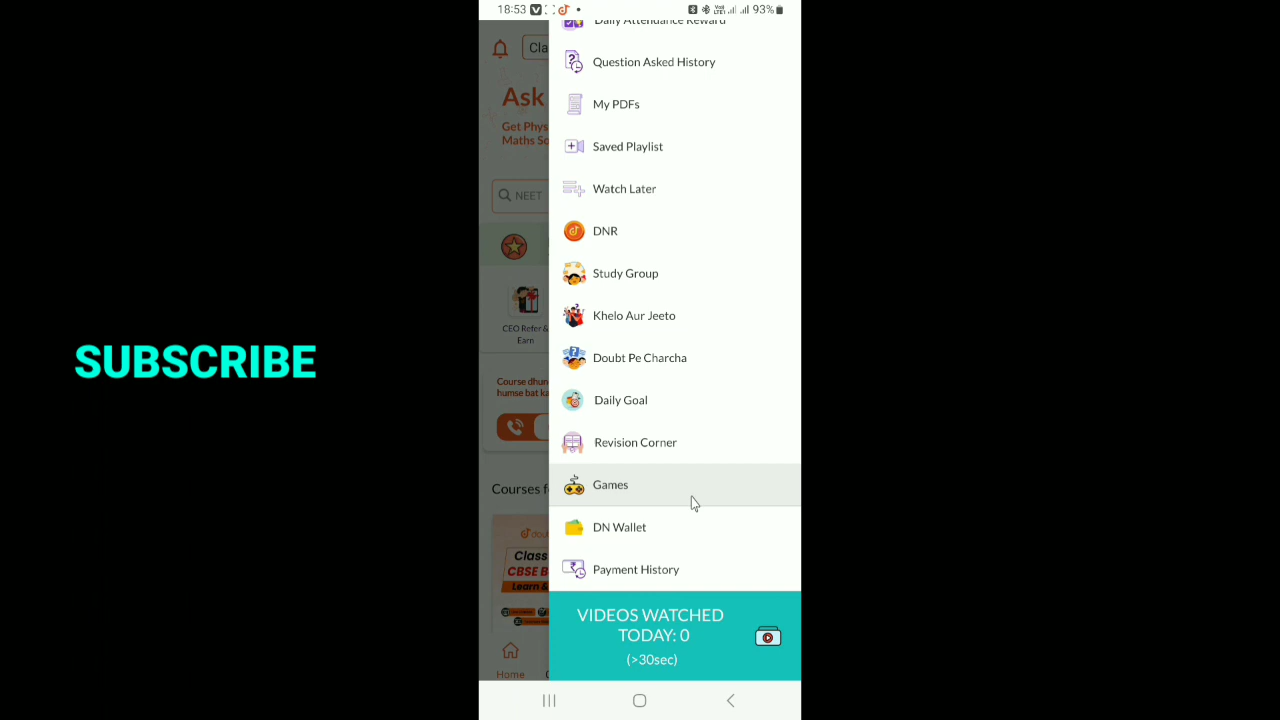 18:53 93%
Daily Attendance Reward
Cla
Question Asked History
Ask
My PDFs
Get Phys
Maths So
Saved Playlist
NEET
Watch Later
DNR
Study Group
Khelo Aur Jeeto
CEO Refer &
Earn
Doubt Pe Charcha
SUBSCRIBE
Course dhun
humse bat ka
Daily Goal
Revision Corner
Courses f
Games
DN Wallet
Class
CBSE B
Learn &
Payment History
VIDEOS WATCHED
TODAY: 0
(>30sec)
Home